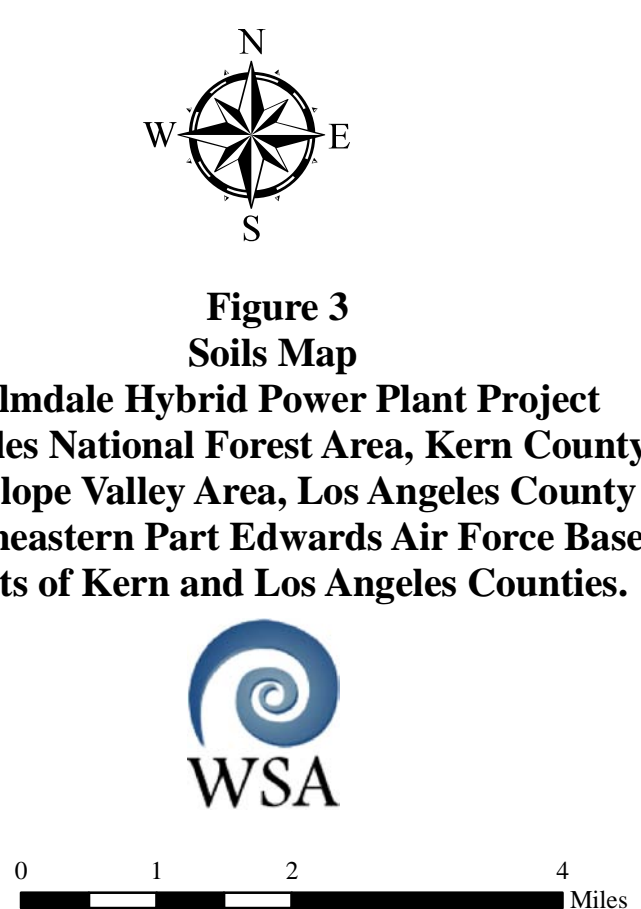 N
W E
S
Figure 3
Soils Map
lmdale Hybrid Power Plant Project
les National Forest Area, Kern County
lope Valley Area, Los Angeles County
heastern Part Edwards Air Force Base
ts of Kern and Los Angeles Counties.
WSA
0 1 2 4
Miles